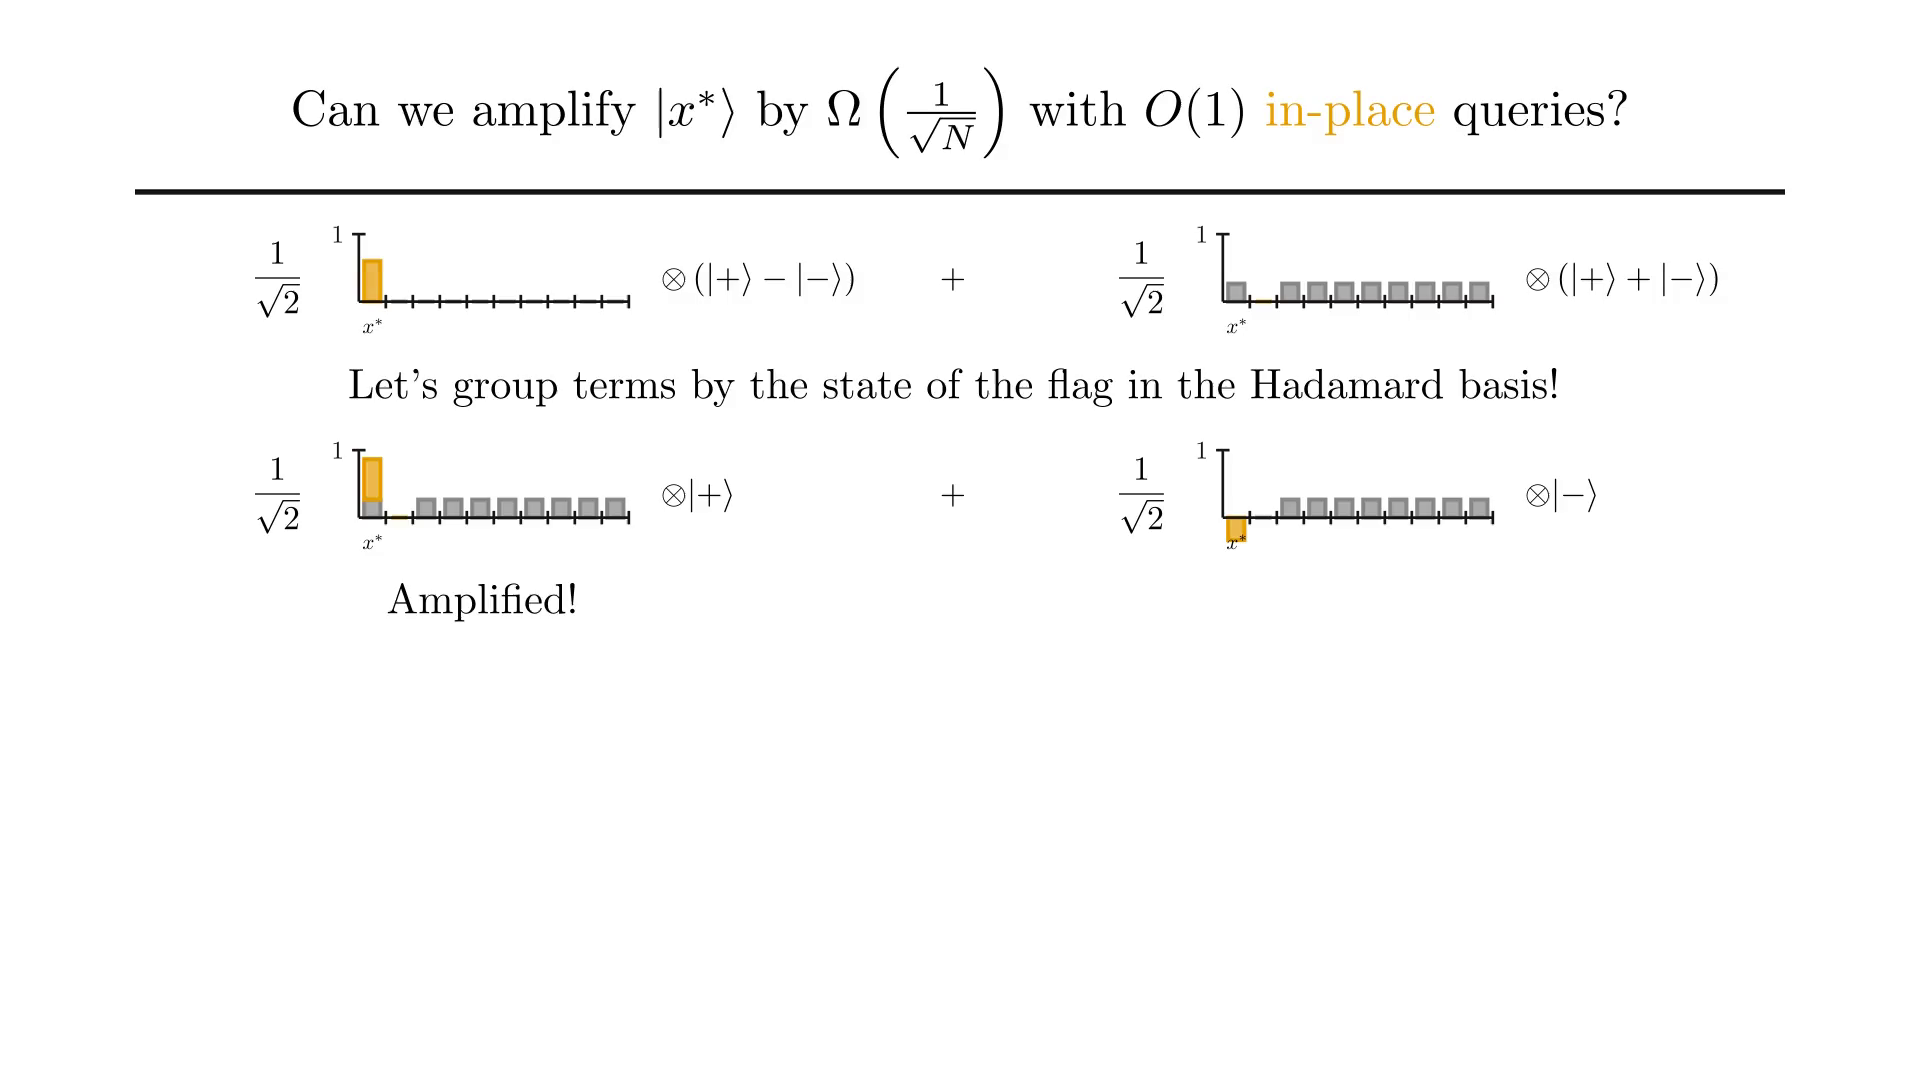 Can we amplify |x*⟩ by Ω(1/√N) with O(1) in-place queries?
1/√2 1 x* ⊗ (|+⟩ − |−⟩) + 1/√2 1 x* ⊗ (|+⟩ + |−⟩)
Let's group terms by the state of the flag in the Hadamard basis!
1/√2 1 x* ⊗|+⟩ + 1/√2 1 x* ⊗|−⟩
Amplified!